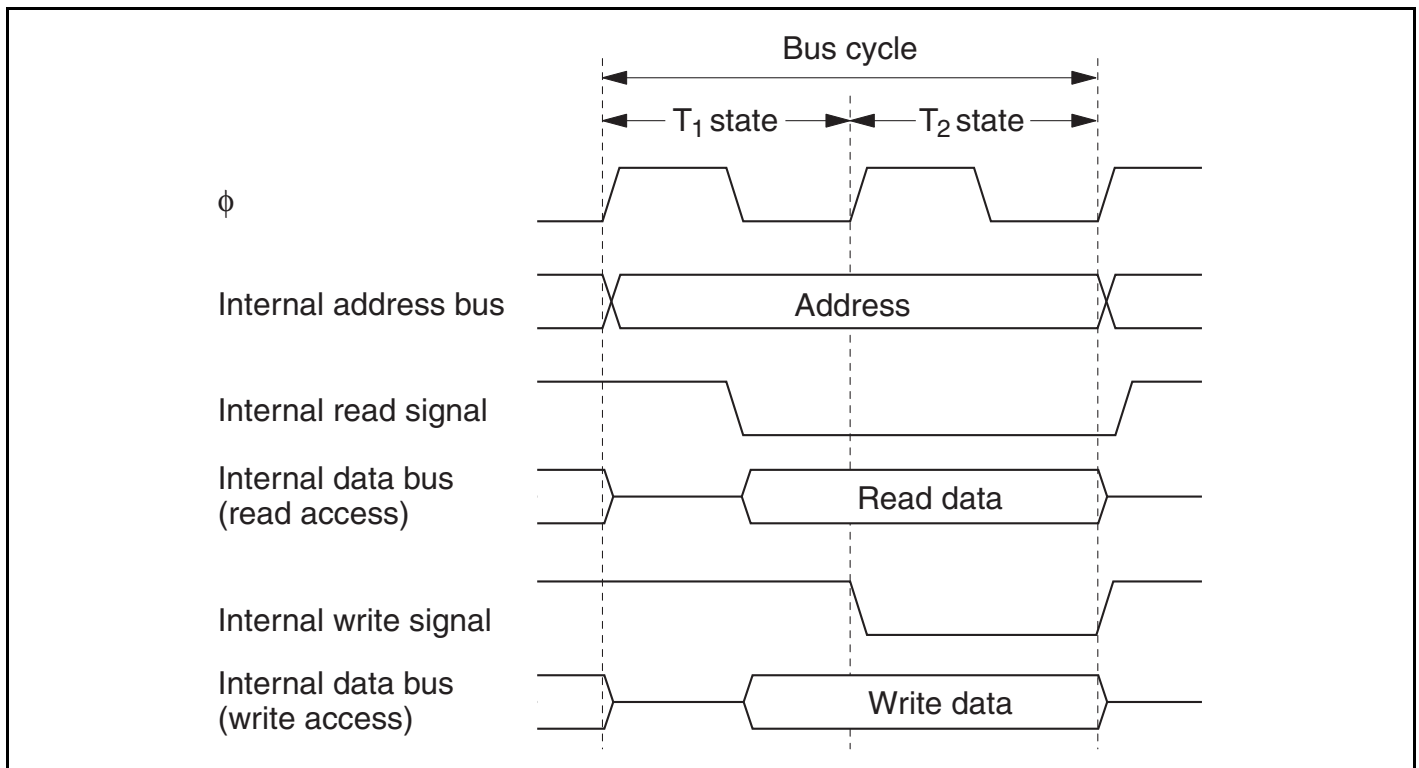 Bus cycle
T1 state
T2 state
ϕ
Internal address bus
Address
Internal read signal
Internal data bus
(read access)
Read data
Internal write signal
Internal data bus
(write access)
Write data